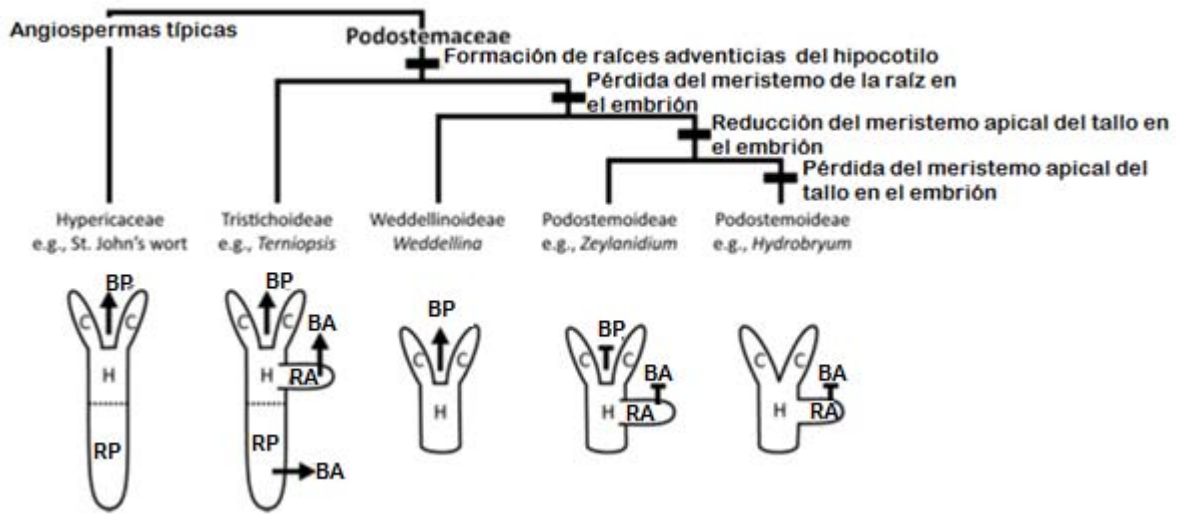 Angiospermas típicas
Podostemaceae
Formación de raíces adventicias del hipocotilo
Pérdida del meristemo de la raíz en
el embrión
Reducción del meristemo apical del tallo en
el embrión
Pérdida del meristemo apical del
tallo en el embrión
Hypericaceae
e.g., St. John's wort
Tristichoideae
e.g., Terniopsis
Weddellinoideae
Weddellina
Podostemoideae
e.g., Zeylanidium
Podostemoideae
e.g., Hydrobryum
BP
C C
H
RP
BP
C C
BA
H RA
RP
BA
BP
C C
H
BP
C C
BA
H RA
C C
BA
H RA